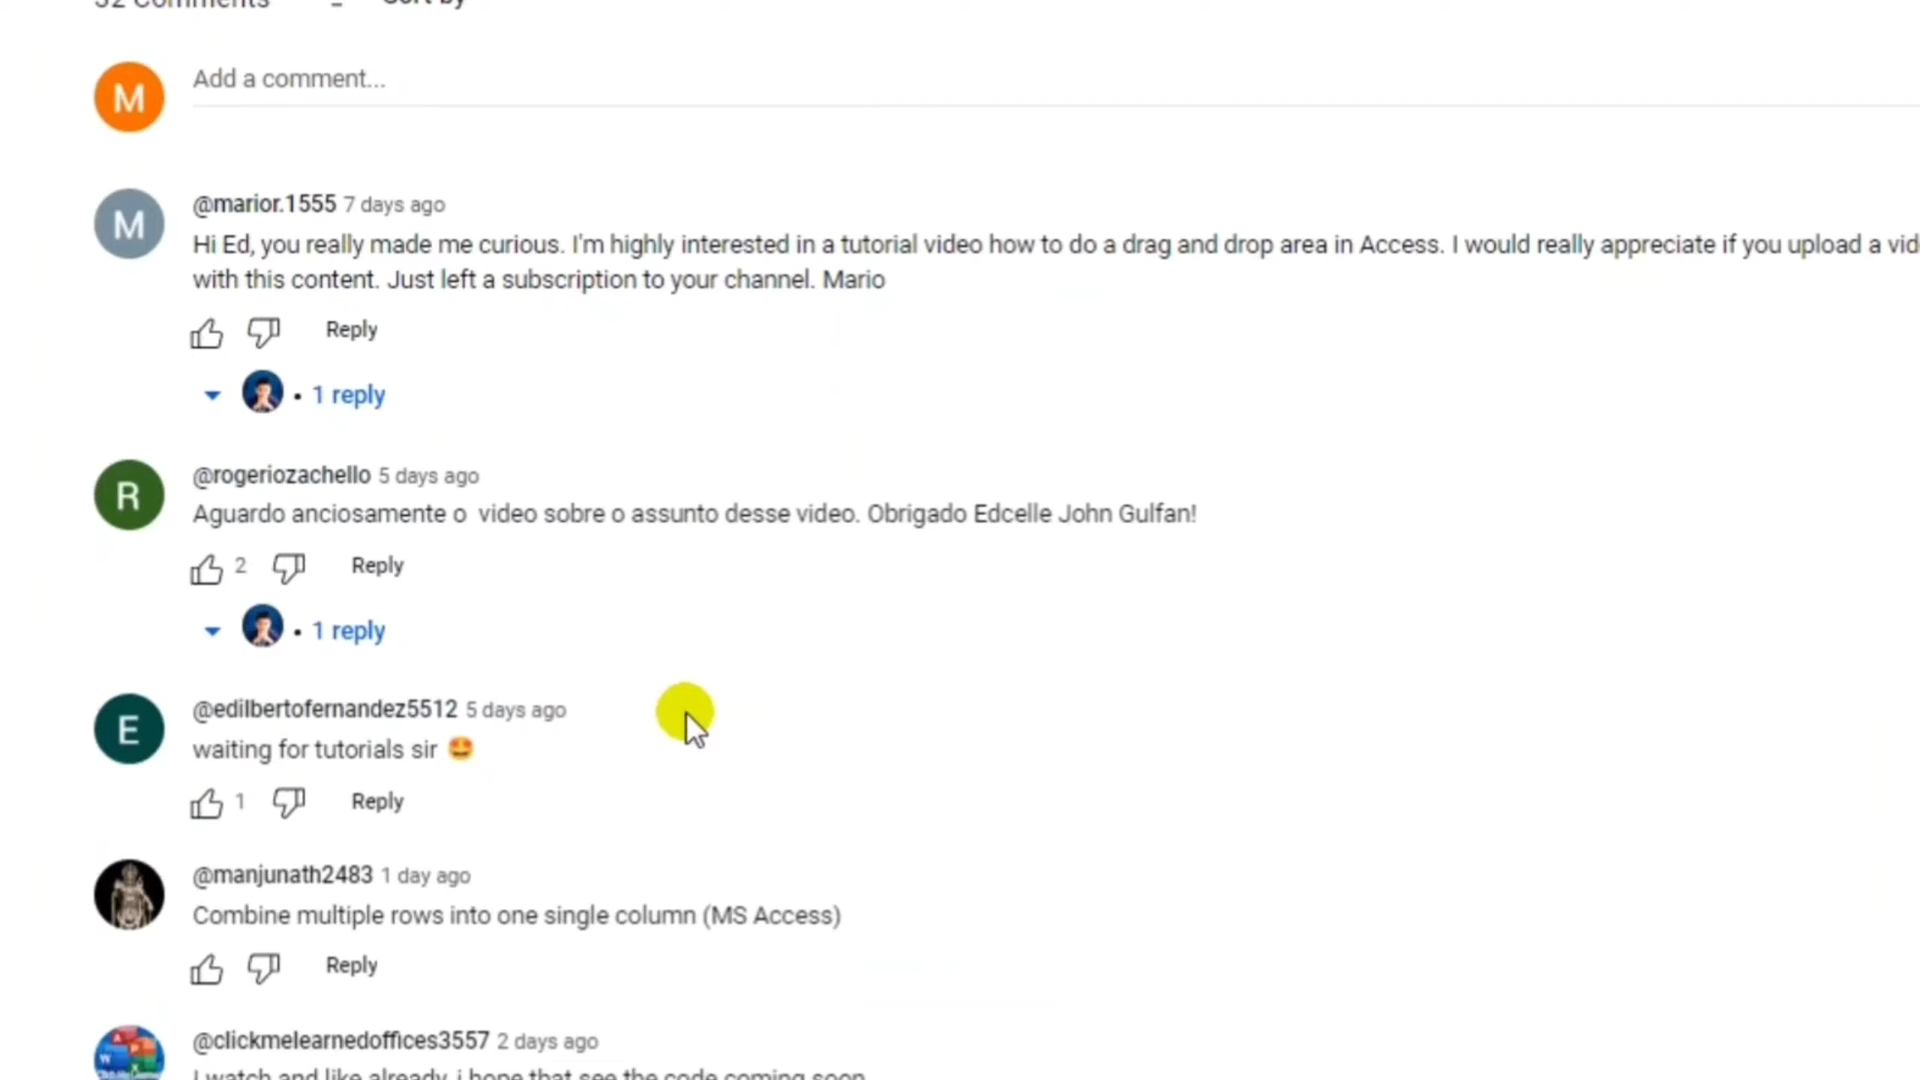 52 Comments Sort by
M Add a comment...
M @marior.1555 7 days ago
Hi Ed, you really made me curious. I'm highly interested in a tutorial video how to do a drag and drop area in Access. I would really appreciate if you upload a vid
with this content. Just left a subscription to your channel. Mario
Reply
• 1 reply
R @rogeriozachello 5 days ago
Aguardo anciosamente o video sobre o assunto desse video. Obrigado Edcelle John Gulfan!
2 Reply
• 1 reply
E @edilbertofernandez5512 5 days ago
waiting for tutorials sir 🤩
1 Reply
@manjunath2483 1 day ago
Combine multiple rows into one single column (MS Access)
Reply
@clickmelearnedoffices3557 2 days ago
I watch and like already, i hope that see the code coming soon